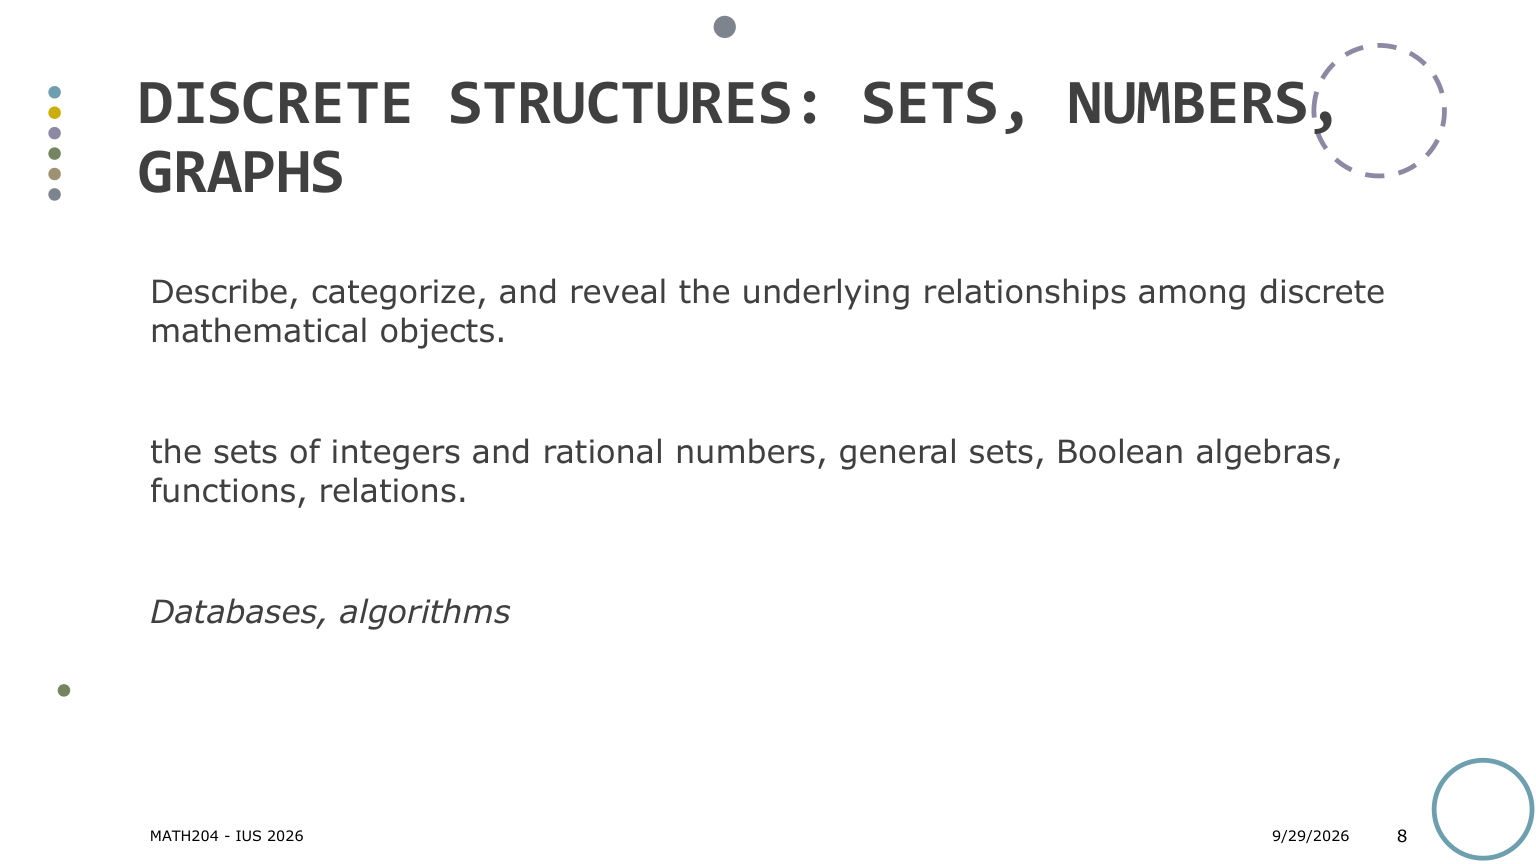 DISCRETE STRUCTURES: SETS, NUMBERS,
GRAPHS
Describe, categorize, and reveal the underlying relationships among discrete
mathematical objects.
the sets of integers and rational numbers, general sets, Boolean algebras,
functions, relations.
Databases, algorithms
MATH204 - IUS 2026
9/29/2026
8